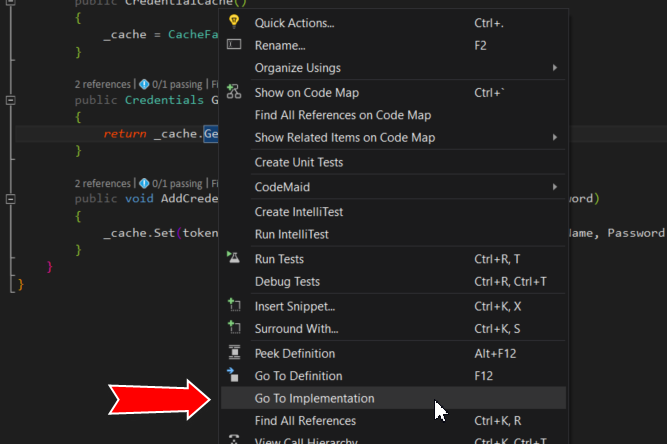 public CredentialCache()
{
_cache = CacheFa
}
2 references | 0/1 passing |
public Credentials G
{
return _cache.Ge
}
2 references | 0/1 passing |
public void AddCrede
word)
{
_cache.Set(token
Name, Password
}
}
}
Quick Actions... Ctrl+.
Rename... F2
Organize Usings
Show on Code Map Ctrl+`
Find All References on Code Map
Show Related Items on Code Map
Create Unit Tests
CodeMaid
Create IntelliTest
Run IntelliTest
Run Tests Ctrl+R, T
Debug Tests Ctrl+R, Ctrl+T
Insert Snippet... Ctrl+K, X
Surround With... Ctrl+K, S
Peek Definition Alt+F12
Go To Definition F12
Go To Implementation
Find All References Ctrl+K, R
View Call Hierarchy Ctrl+K, Ctrl+T